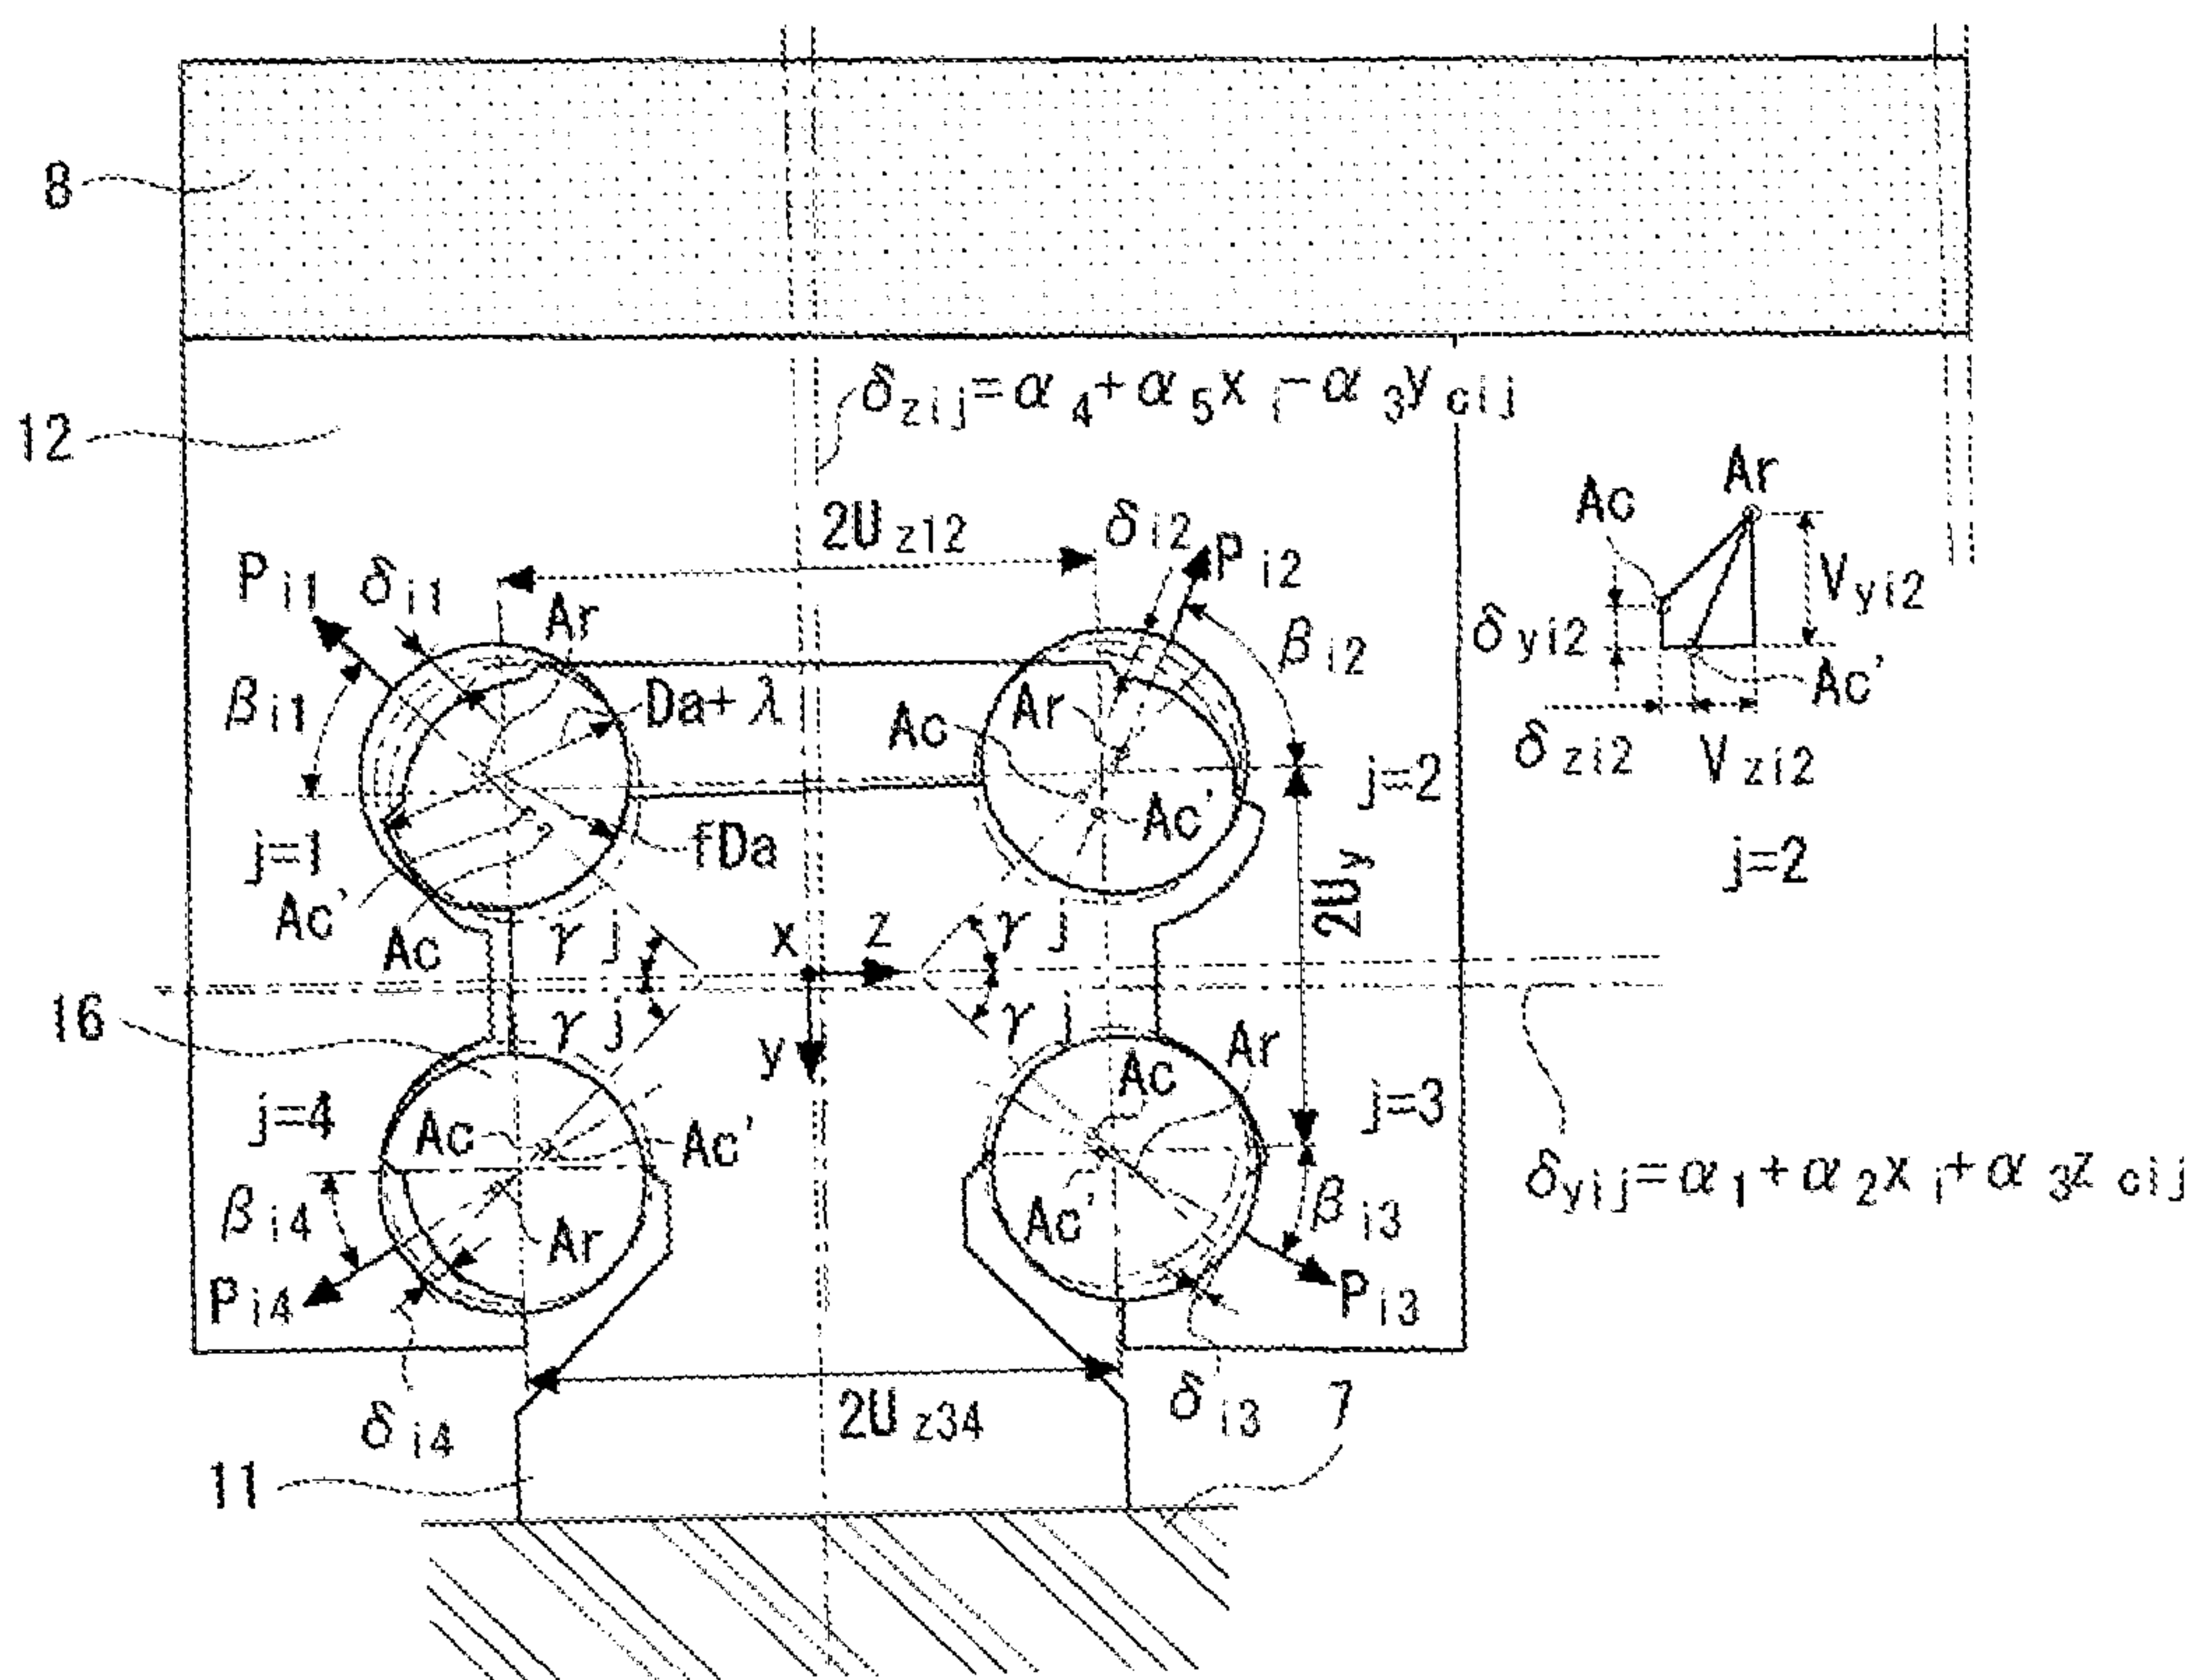 8
δzij=α4+α5xi−α3ycij
12
2Uz12
δi2
Pi2
Ar
Ac
Vyi2
δyi2
Ac'
δzi2
Vzi2
j=2
Pi1
δi1
Ar
βi2
βi1
Da+λ
Ac
Ar
j=2
Ac'
j=1
fDa
Ac'
Ac
2Uy
γj
x
z
γj
16
γj
y
γj
Ar
j=4
Ac
Ac'
Ac
j=3
δyij=α1+α2xi+α3zcij
βi4
Ac'
βi3
Ar
Pi4
Pi3
δi4
2Uz34
δi3
7
11